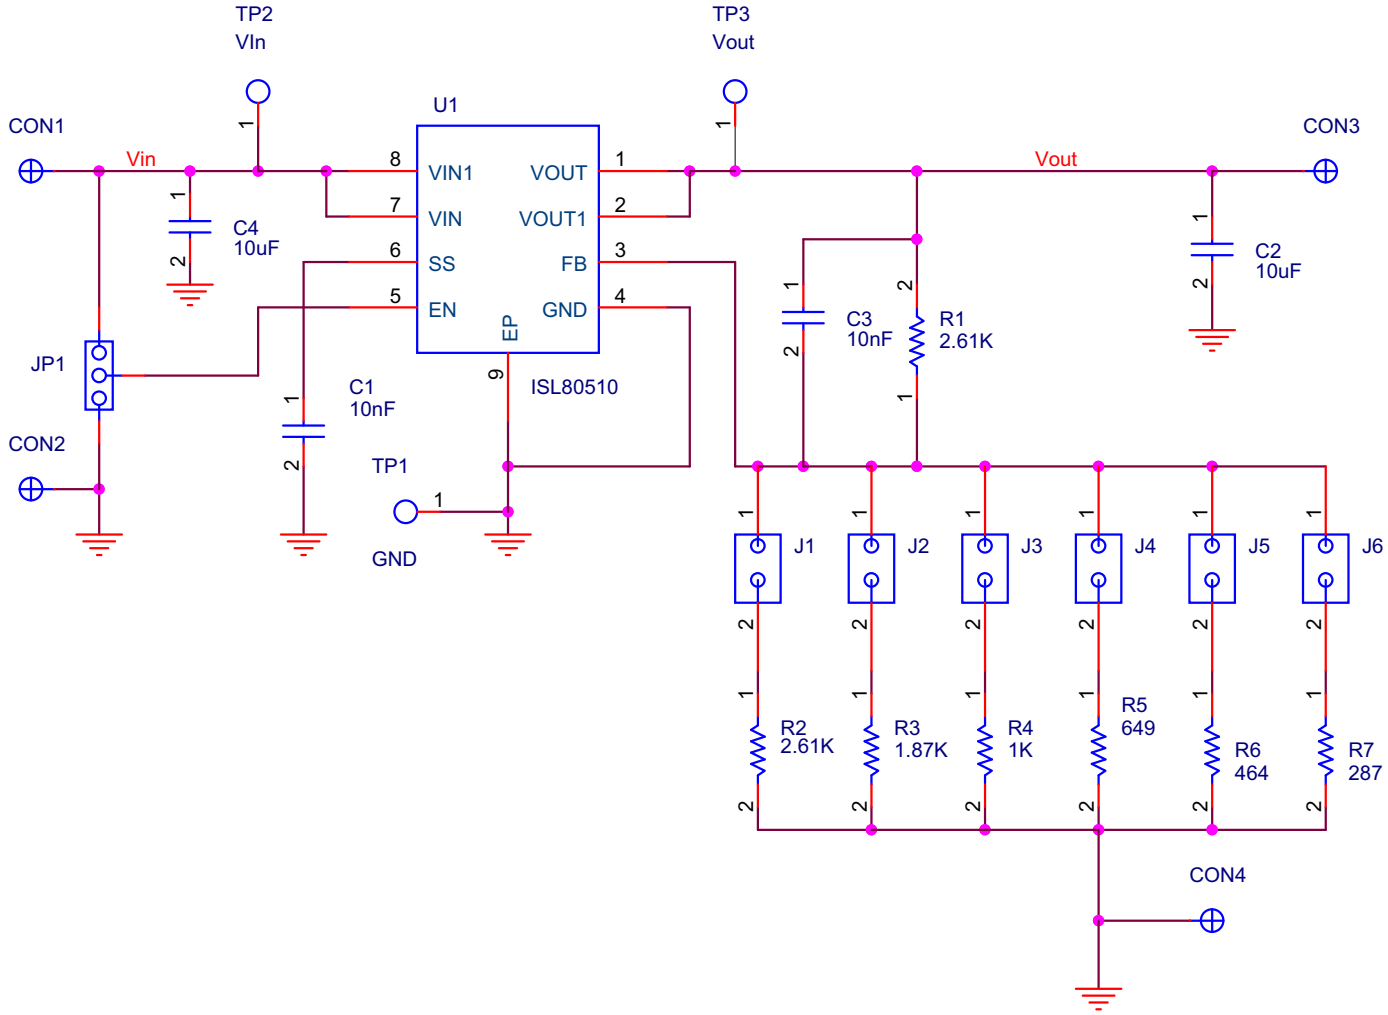 TP2
VIn
TP3
Vout
U1
CON1
CON3
1
1
Vin
Vout
8
VIN1
VOUT
1
7
VIN
VOUT1
2
6
SS
FB
3
5
EN
GND
4
EP
9
ISL80510
1
C4
10uF
2
1
C2
10uF
2
1
C3
10nF
2
2
R1
2.61K
1
JP1
1
C1
10nF
2
CON2
TP1
1
GND
1
1
1
1
1
1
J1
J2
J3
J4
J5
J6
2
2
2
2
2
2
1
1
1
1
1
1
R2
2.61K
R3
1.87K
R4
1K
R5
649
R6
464
R7
287
2
2
2
2
2
2
CON4